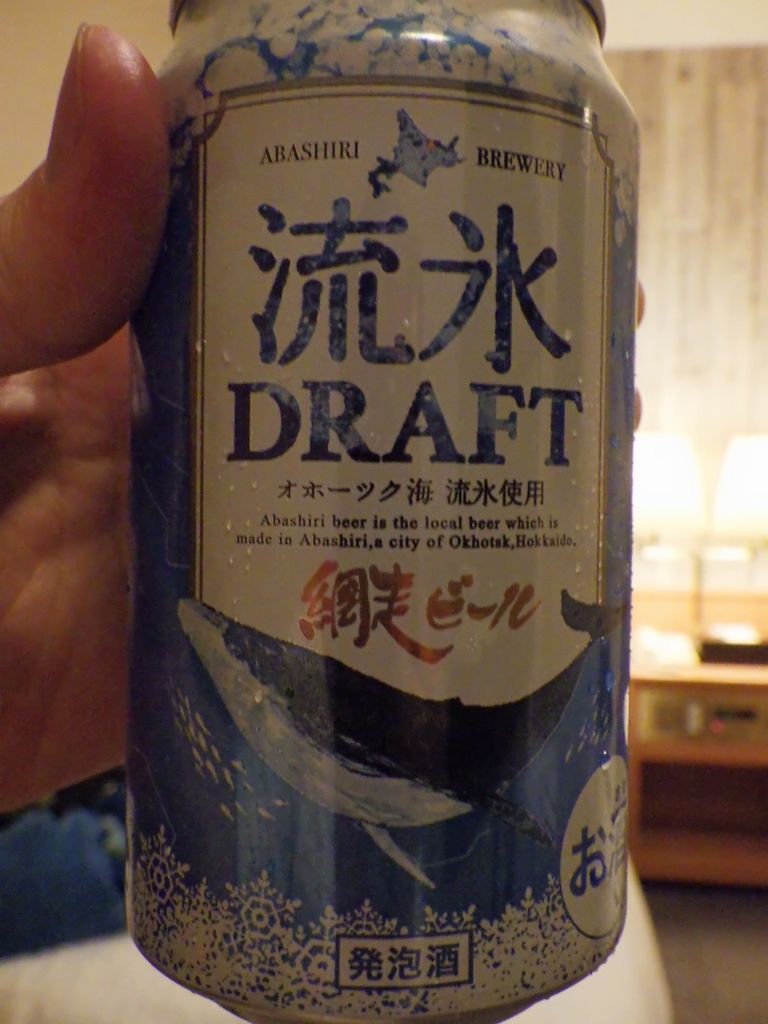 ABASHIRI BREWERY
流氷
DRAFT
オホーツク海 流氷使用
Abashiri beer is the local beer which is
made in Abashiri,a city of Okhotsk,Hokkaido.
網走ビール
お酒
発泡酒